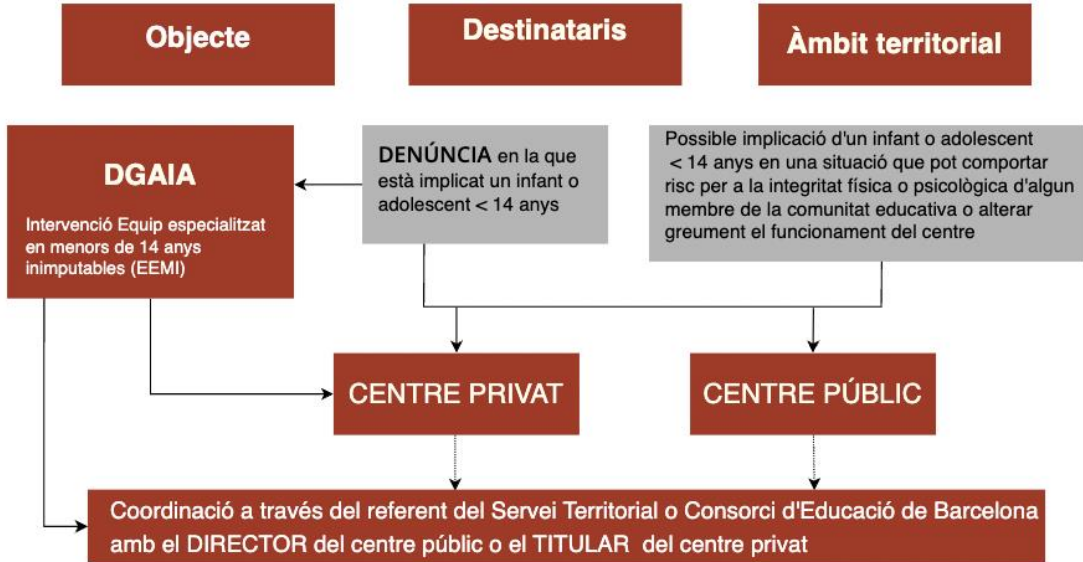 Objecte
Destinataris
Àmbit territorial
DGAIA
Intervenció Equip especialitzat
en menors de 14 anys
inimputables (EEMI)
DENÚNCIA en la que
està implicat un infant o
adolescent < 14 anys
Possible implicació d'un infant o adolescent
< 14 anys en una situació que pot comportar
risc per a la integritat física o psicològica d'algun
membre de la comunitat educativa o alterar
greument el funcionament del centre
CENTRE PRIVAT
CENTRE PÚBLIC
Coordinació a través del referent del Servei Territorial o Consorci d'Educació de Barcelona
amb el DIRECTOR del centre públic o el TITULAR del centre privat